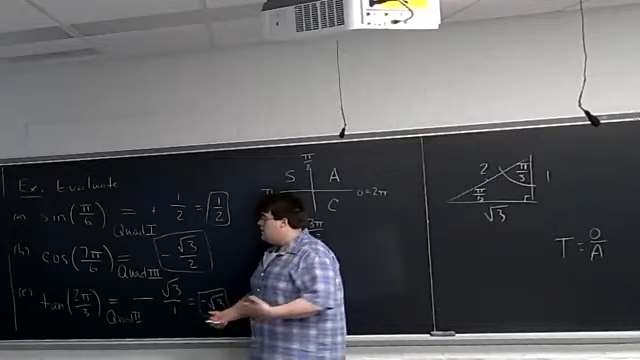 Ex. Evaluate
(a) sin(π/6) = + 1/2 = 1/2
Quad I
(b) cos(7π/6) = -√3/2
Quad III
(c) tan(2π/3) = - √3/1 = -√3
Quad II
π/2
S A
0=2π
C
3π/2
2 π/3 1
√3
T = O/A